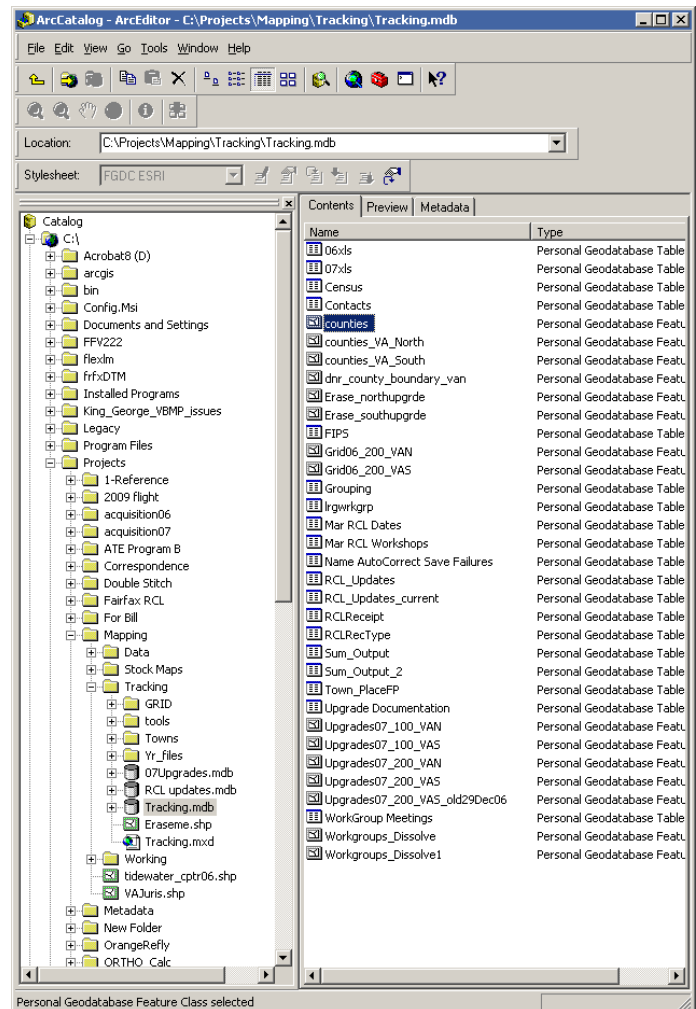 ArcCatalog - ArcEditor - C:\Projects\Mapping\Tracking\Tracking.mdb
File Edit View Go Tools Window Help
Location: C:\Projects\Mapping\Tracking\Tracking.mdb
Stylesheet: FGDC ESRI
Catalog
C:\
Acrobat8 (D)
arcgis
bin
Config.Msi
Documents and Settings
FFV222
flexlm
frfxDTM
Installed Programs
King_George_VBMP_issues
Legacy
Program Files
Projects
1-Reference
2009 flight
acquisition06
acquisition07
ATE Program B
Correspondence
Double Stitch
Fairfax RCL
For Bill
Mapping
Data
Stock Maps
Tracking
GRID
tools
Towns
Yr_files
07Upgrades.mdb
RCL updates.mdb
Tracking.mdb
Eraseme.shp
Tracking.mxd
Working
tidewater_cptr06.shp
VAJuris.shp
Metadata
New Folder
OrangeRefly
ORTHO_Calc
Contents Preview Metadata
Name Type
06xls Personal Geodatabase Table
07xls Personal Geodatabase Table
Census Personal Geodatabase Table
Contacts Personal Geodatabase Table
counties Personal Geodatabase Featu
counties_VA_North Personal Geodatabase Featu
counties_VA_South Personal Geodatabase Featu
dnr_county_boundary_van Personal Geodatabase Featu
Erase_northupgrde Personal Geodatabase Featu
Erase_southupgrde Personal Geodatabase Featu
FIPS Personal Geodatabase Table
Grid06_200_VAN Personal Geodatabase Featu
Grid06_200_VAS Personal Geodatabase Featu
Grouping Personal Geodatabase Table
lrgwrkgrp Personal Geodatabase Table
Mar RCL Dates Personal Geodatabase Table
Mar RCL Workshops Personal Geodatabase Table
Name AutoCorrect Save Failures Personal Geodatabase Table
RCL_Updates Personal Geodatabase Table
RCL_Updates_current Personal Geodatabase Table
RCLReceipt Personal Geodatabase Table
RCLRecType Personal Geodatabase Table
Sum_Output Personal Geodatabase Table
Sum_Output_2 Personal Geodatabase Table
Town_PlaceFP Personal Geodatabase Table
Upgrade Documentation Personal Geodatabase Table
Upgrades07_100_VAN Personal Geodatabase Featu
Upgrades07_100_VAS Personal Geodatabase Featu
Upgrades07_200_VAN Personal Geodatabase Featu
Upgrades07_200_VAS Personal Geodatabase Featu
Upgrades07_200_VAS_old29Dec06 Personal Geodatabase Featu
WorkGroup Meetings Personal Geodatabase Table
Workgroups_Dissolve Personal Geodatabase Featu
Workgroups_Dissolve1 Personal Geodatabase Featu
Personal Geodatabase Feature Class selected